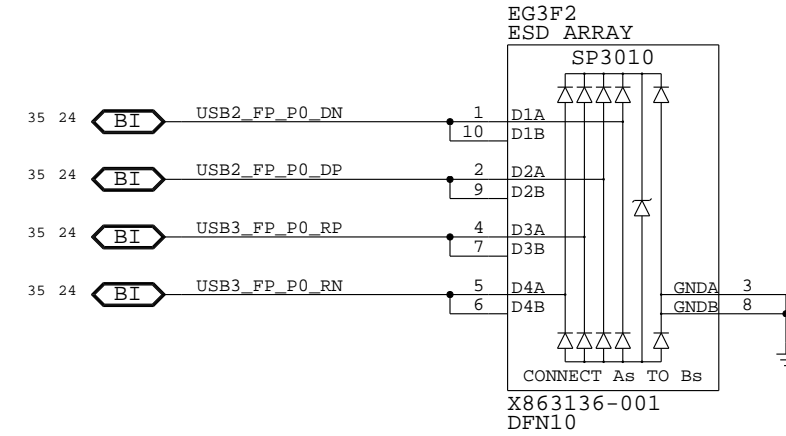 EG3F2
ESD ARRAY
SP3010
35 24 BI USB2_FP_P0_DN 1 D1A
10 D1B
35 24 BI USB2_FP_P0_DP 2 D2A
9 D2B
35 24 BI USB3_FP_P0_RP 4 D3A
7 D3B
35 24 BI USB3_FP_P0_RN 5 D4A GNDA 3
6 D4B GNDB 8
CONNECT As TO Bs
X863136-001
DFN10